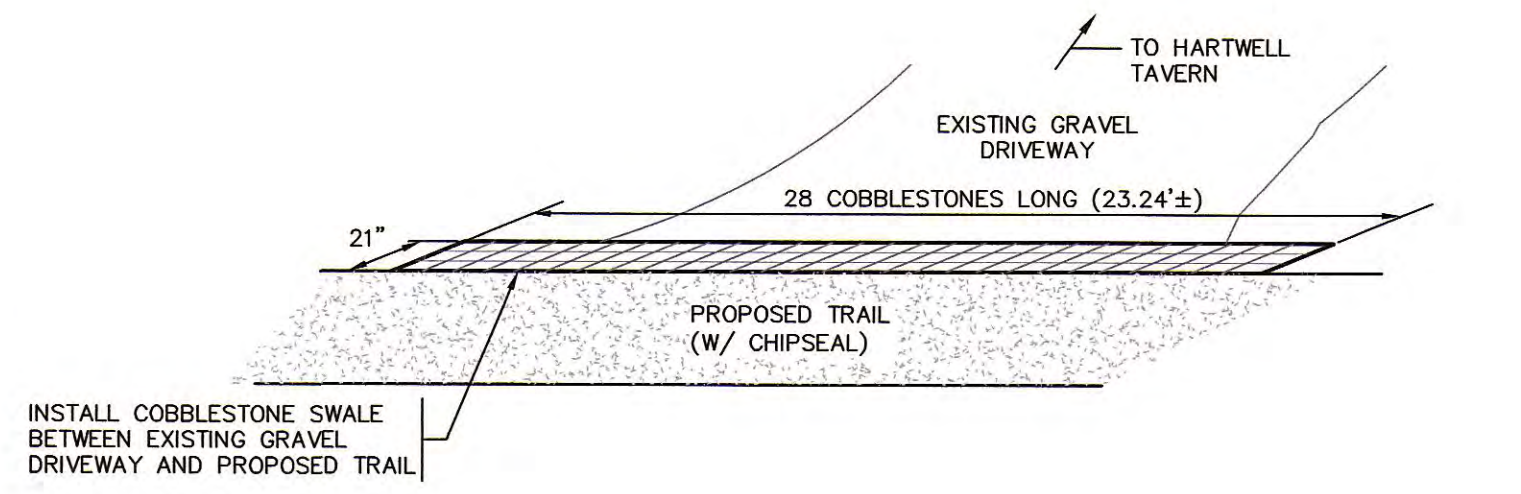 TO HARTWELL
TAVERN
EXISTING GRAVEL
DRIVEWAY
28 COBBLESTONES LONG (23.24'±)
21"
PROPOSED TRAIL
(W/ CHIPSEAL)
INSTALL COBBLESTONE SWALE
BETWEEN EXISTING GRAVEL
DRIVEWAY AND PROPOSED TRAIL